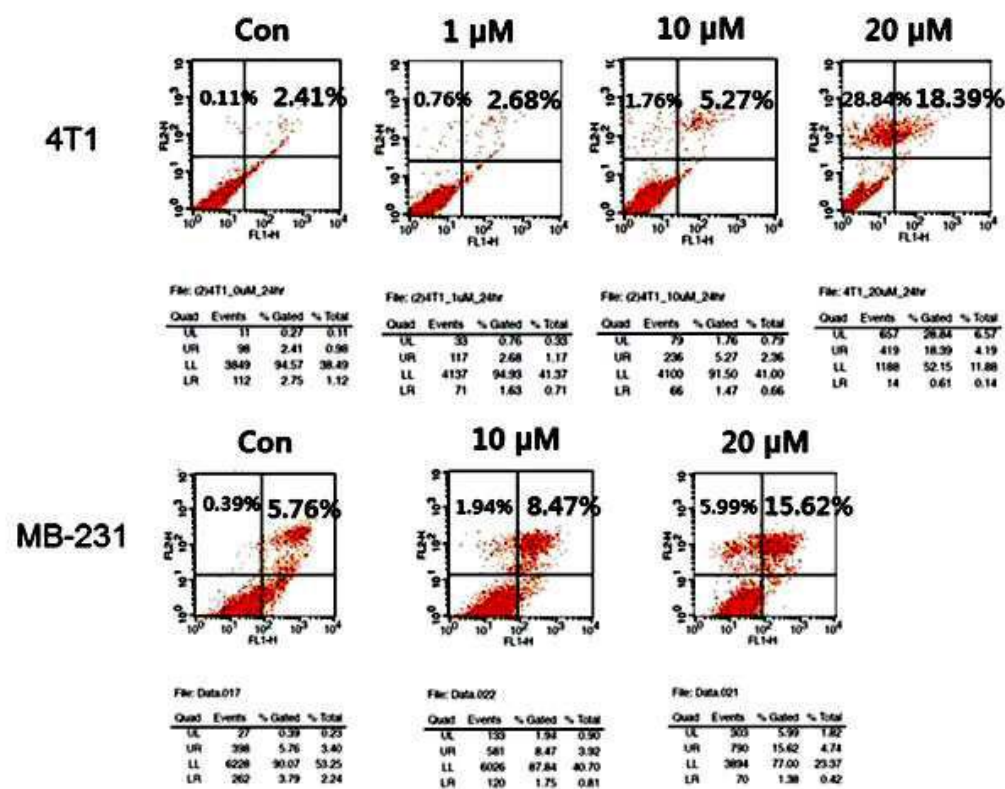 Con 1 µM 10 µM 20 µM
4T1
0.11% 2.41% 0.76% 2.68% 1.76% 5.27% 28.84% 18.39%
FL2-H FL2-H FL2-H FL2-H
FL1-H FL1-H FL1-H FL1-H
File: (2)4T1_0uM_24hr
Quad Events % Gated % Total
UL 11 0.27 0.11
UR 98 2.41 0.98
LL 3849 94.57 38.49
LR 112 2.75 1.12
File: (2)4T1_1uM_24hr
Quad Events % Gated % Total
UL 33 0.76 0.33
UR 117 2.68 1.17
LL 4137 94.93 41.37
LR 71 1.63 0.71
File: (2)4T1_10uM_24hr
Quad Events % Gated % Total
UL 79 1.76 0.79
UR 236 5.27 2.36
LL 4100 91.50 41.00
LR 66 1.47 0.66
File: 4T1_20uM_24hr
Quad Events % Gated % Total
UL 657 28.84 6.57
UR 419 18.39 4.19
LL 1188 52.15 11.88
LR 14 0.61 0.14
Con 10 µM 20 µM
MB-231
0.39% 5.76% 1.94% 8.47% 5.99% 15.62%
FL2-H FL2-H FL2-H
FL1-H FL1-H FL1-H
File: Data.017
Quad Events % Gated % Total
UL 27 0.39 0.23
UR 398 5.76 3.40
LL 6228 90.07 53.25
LR 262 3.79 2.24
File: Data.022
Quad Events % Gated % Total
UL 133 1.94 0.90
UR 581 8.47 3.92
LL 6026 87.84 40.70
LR 120 1.75 0.81
File: Data.021
Quad Events % Gated % Total
UL 303 5.99 1.82
UR 790 15.62 4.74
LL 3894 77.00 23.37
LR 70 1.38 0.42